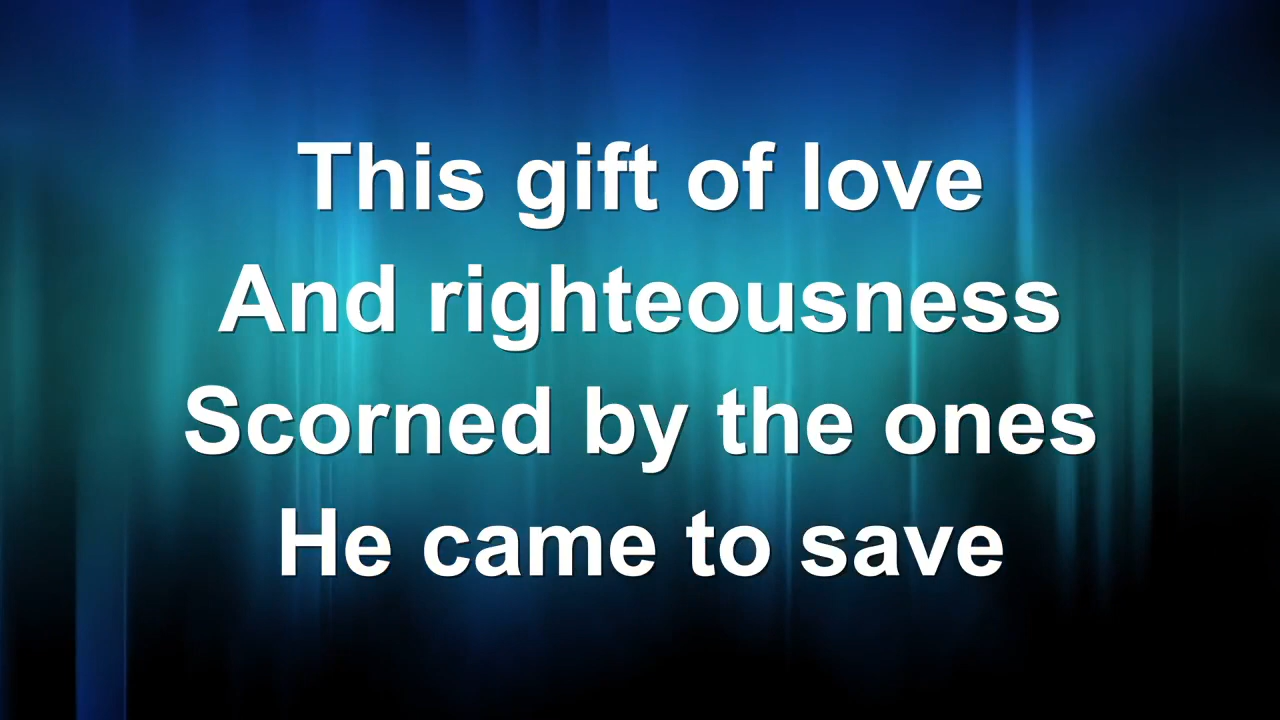 This gift of love
And righteousness
Scorned by the ones
He came to save